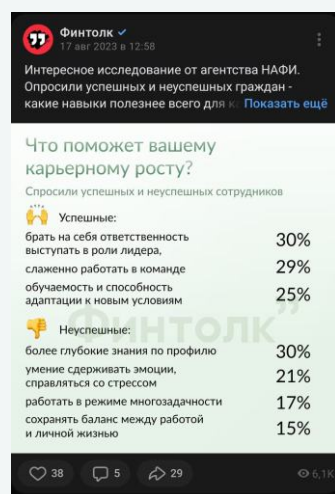 Финтолк
17 авг 2023 в 12:58
Интересное исследование от агентства НАФИ.
Опросили успешных и неуспешных граждан -
какие навыки полезнее всего для Показать ещё
Что поможет вашему
карьерному росту?
Спросили успешных и неуспешных сотрудников
Успешные:
брать на себя ответственность
выступать в роли лидера, 30%
слаженно работать в команде 29%
обучаемость и способность
адаптации к новым условиям 25%
Финтолк
Неуспешные:
более глубокие знания по профилю 30%
умение сдерживать эмоции,
справляться со стрессом 21%
работать в режиме многозадачности 17%
сохранять баланс между работой
и личной жизнью 15%
38 5 29 6,1K